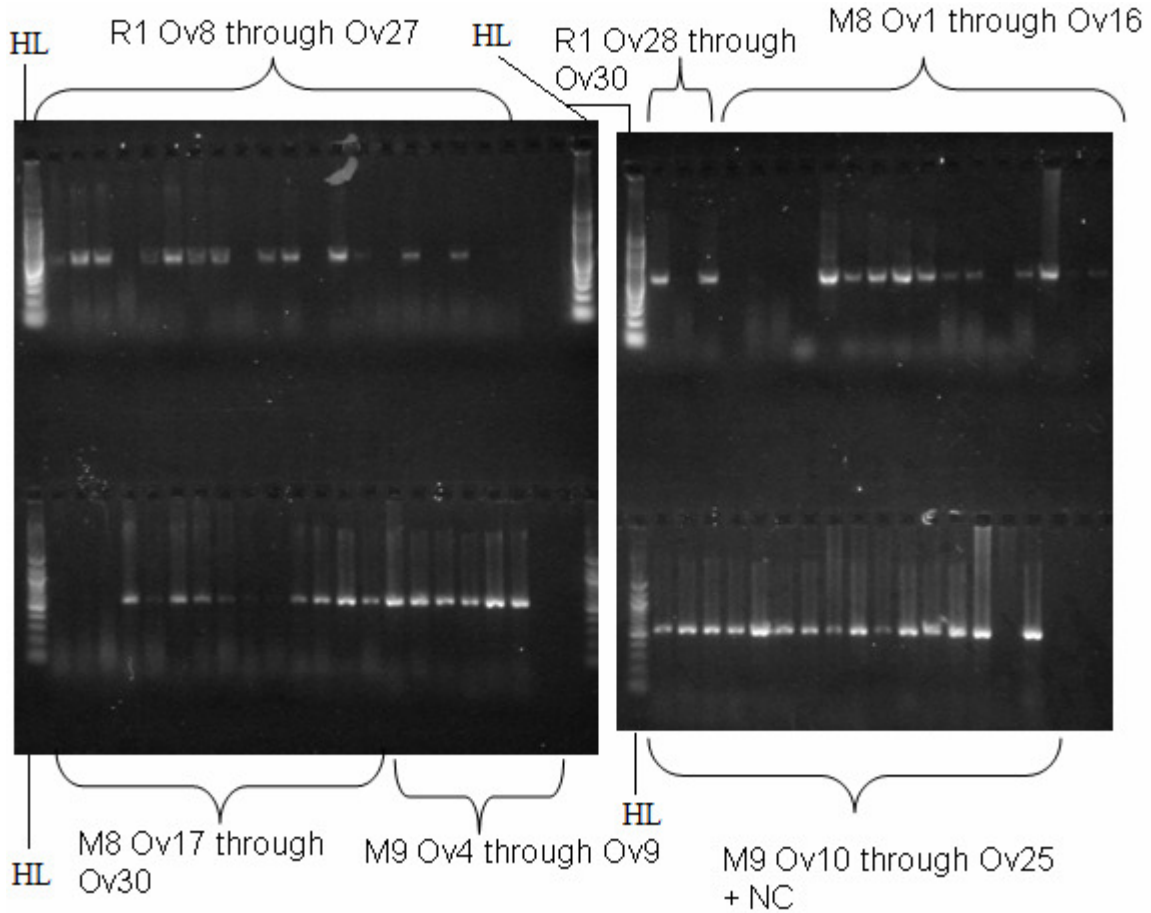 HL
R1 Ov8 through Ov27
HL
R1 Ov28 through
Ov30
M8 Ov1 through Ov16
HL
M8 Ov17 through
Ov30
M9 Ov4 through Ov9
HL
M9 Ov10 through Ov25
+ NC